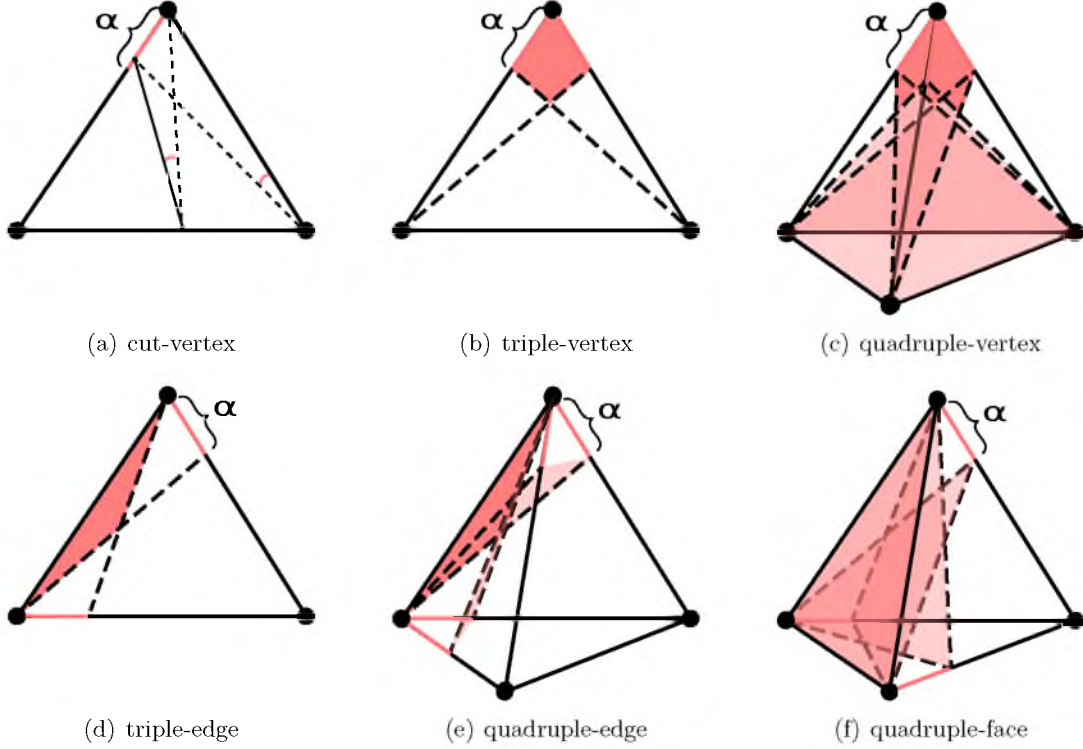 α α α
(a) cut-vertex (b) triple-vertex (c) quadruple-vertex
α α α
(d) triple-edge (e) quadruple-edge (f) quadruple-face